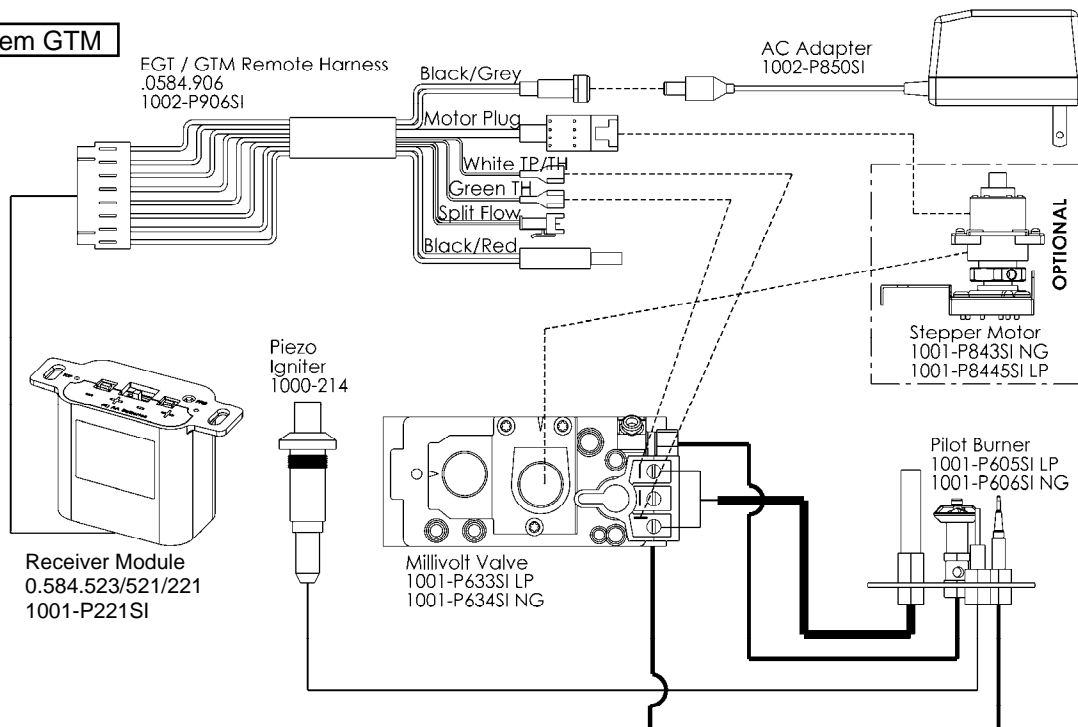 em GTM
EGT / GTM Remote Harness
.0584.906
1002-P906SI
Black/Grey
AC Adapter
1002-P850SI
Motor Plug
White TP/TH
Green TH
Split Flow
Black/Red
OPTIONAL
Stepper Motor
1001-P843SI NG
1001-P8445SI LP
Piezo
Igniter
1000-214
Pilot Burner
1001-P605SI LP
1001-P606SI NG
Receiver Module
0.584.523/521/221
1001-P221SI
Millivolt Valve
1001-P633SI LP
1001-P634SI NG